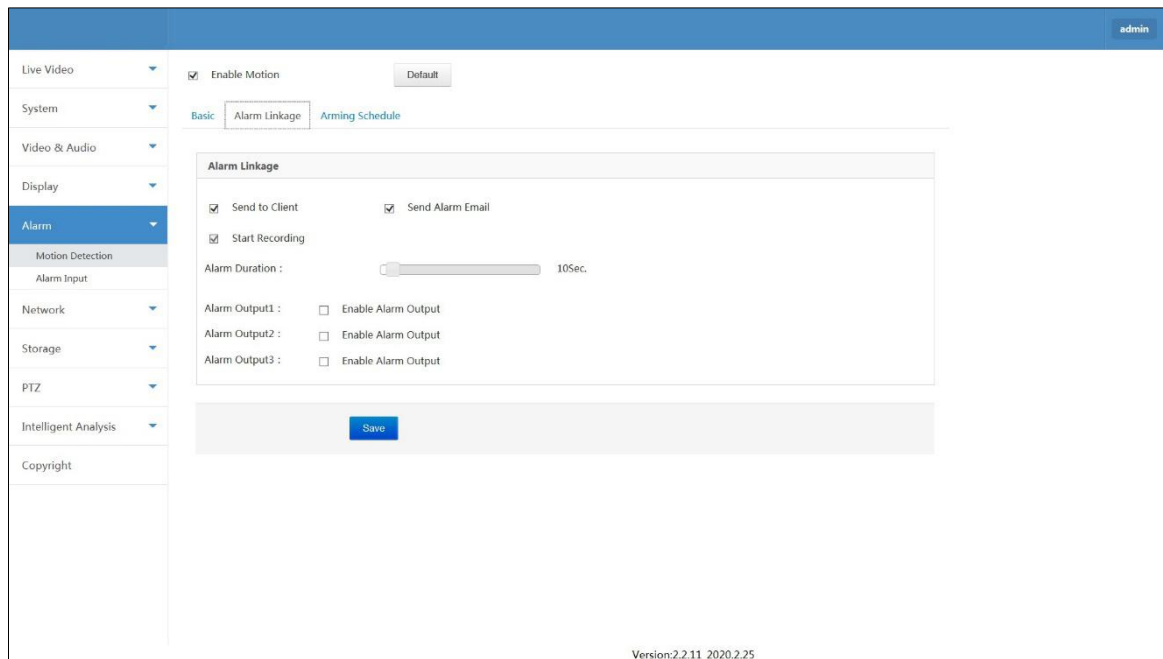 admin
Live Video
System
Video & Audio
Display
Alarm
Motion Detection
Alarm Input
Network
Storage
PTZ
Intelligent Analysis
Copyright
Enable Motion Default
Basic Alarm Linkage Arming Schedule
Alarm Linkage
Send to Client Send Alarm Email
Start Recording
Alarm Duration : 10Sec.
Alarm Output1 : Enable Alarm Output
Alarm Output2 : Enable Alarm Output
Alarm Output3 : Enable Alarm Output
Save
Version:2.2.11 2020.2.25